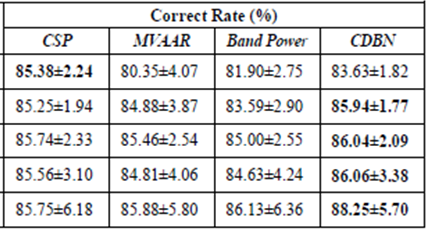 Correct Rate (%)
CSP MVAAR Band Power CDBN
85.38±2.24 80.35±4.07 81.90±2.75 83.63±1.82
85.25±1.94 84.88±3.87 83.59±2.90 85.94±1.77
85.74±2.33 85.46±2.54 85.00±2.55 86.04±2.09
85.56±3.10 84.81±4.06 84.63±4.24 86.06±3.38
85.75±6.18 85.88±5.80 86.13±6.36 88.25±5.70